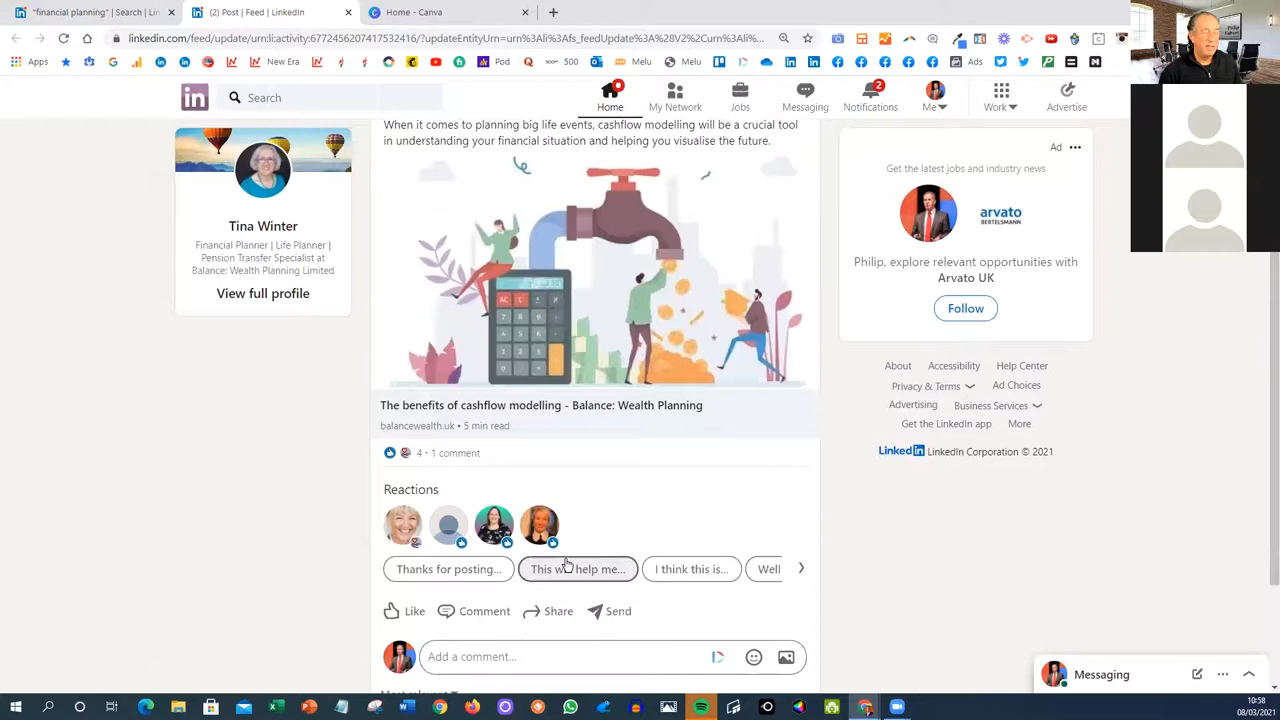 "financial planning" | Search | Lin
(2) Post | Feed | LinkedIn
Home - Canva
linkedin.com/feed/update/urn:li:activity:6772456207417532416/?updateEntityUrn=urn%3Ali%3Afs_feedUpdate%3A%28V2%2Curn%3Ali%...
Apps
New En
Pos
500
Melu
Melu
Ads
Search
Home
My Network
Jobs
Messaging
2
Notifications
Me
Work
Advertise
When it comes to planning big life events, cashflow modelling will be a crucial tool
in understanding your financial situation and helping you visualise the future.
Tina Winter
Financial Planner | Life Planner |
Pension Transfer Specialist at
Balance: Wealth Planning Limited
View full profile
The benefits of cashflow modelling - Balance: Wealth Planning
balancewealth.uk • 5 min read
4 • 1 comment
Reactions
Thanks for posting...
This will help me...
I think this is...
Well
Like
Comment
Share
Send
Add a comment...
Ad
Get the latest jobs and industry news
arvato
BERTELSMANN
Philip, explore relevant opportunities with
Arvato UK
Follow
About
Accessibility
Help Center
Privacy & Terms
Ad Choices
Advertising
Business Services
Get the LinkedIn app
More
LinkedIn LinkedIn Corporation © 2021
Messaging
10:58
08/03/2021